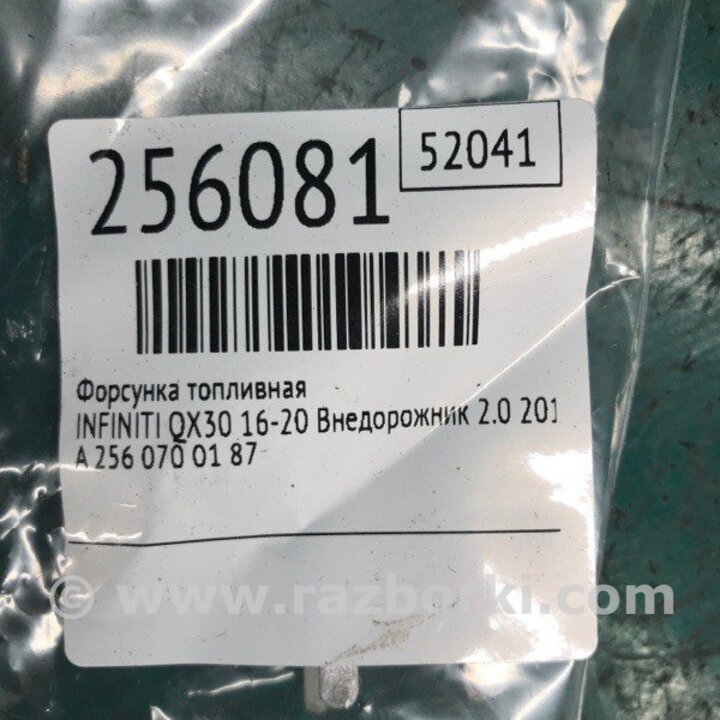 256081
52041
Форсунка топливная
INFINITI QX30 16-20 Внедорожник 2.0 201
A 256 070 01 87
© www.razborki.com